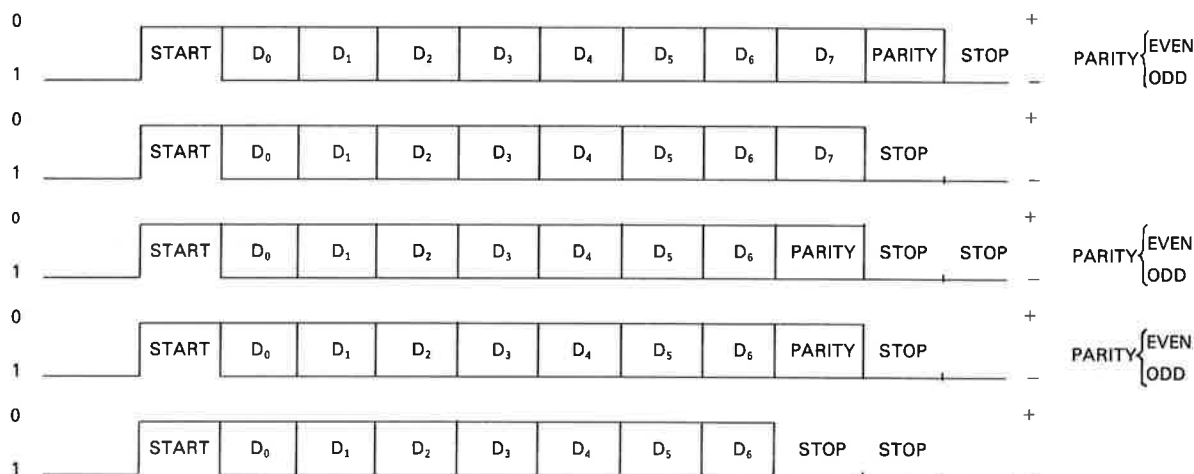 0 +
START D₀ D₁ D₂ D₃ D₄ D₅ D₆ D₇ PARITY STOP PARITY { EVEN
ODD
1 −
0 +
START D₀ D₁ D₂ D₃ D₄ D₅ D₆ D₇ STOP
1 −
0 +
START D₀ D₁ D₂ D₃ D₄ D₅ D₆ PARITY STOP STOP PARITY { EVEN
ODD
1 −
0 +
START D₀ D₁ D₂ D₃ D₄ D₅ D₆ PARITY STOP PARITY { EVEN
ODD
1 −
0 +
START D₀ D₁ D₂ D₃ D₄ D₅ D₆ STOP STOP
1